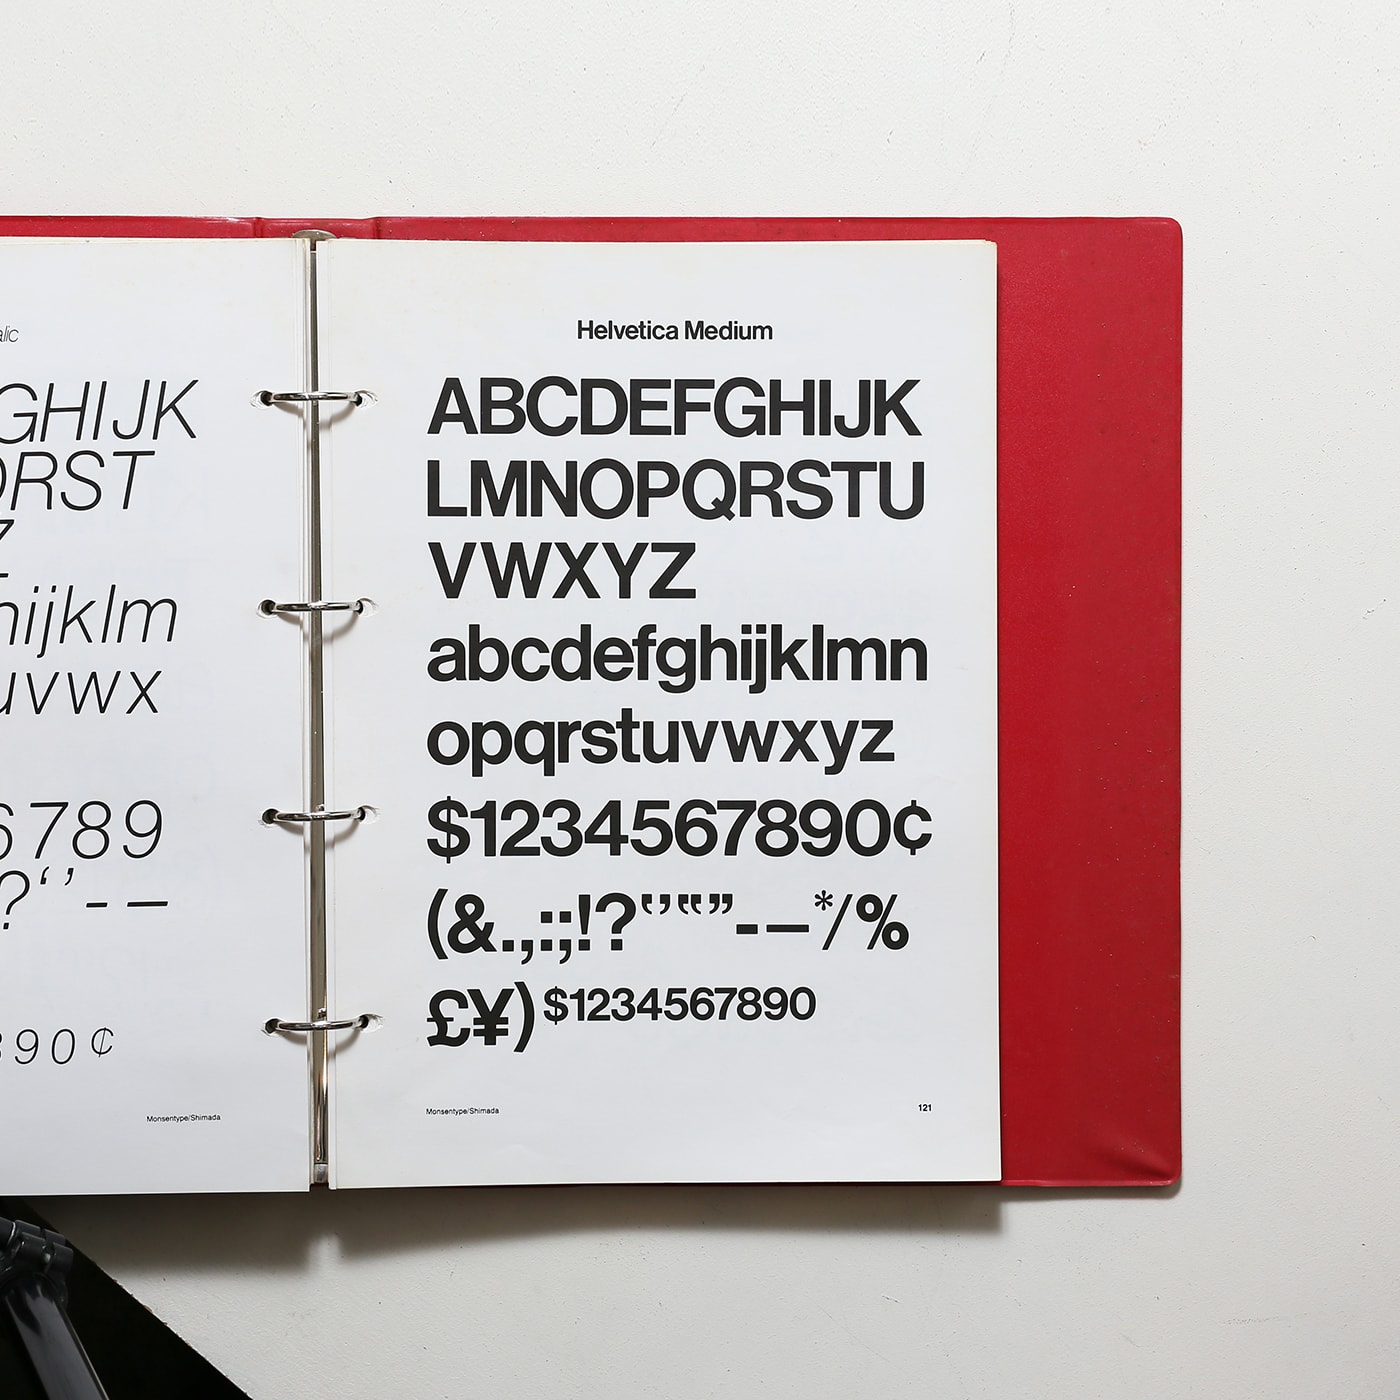 alic
GHIJK
QRST
Z
hijklm
uvwx
6789
?‘’-—
890¢
Monsentype/Shimada
Helvetica Medium
ABCDEFGHIJK
LMNOPQRSTU
VWXYZ
abcdefghijklmn
opqrstuvwxyz
$1234567890¢
(&.,:;!?‘’“”-—*/%
£¥) $1234567890
Monsentype/Shimada
121